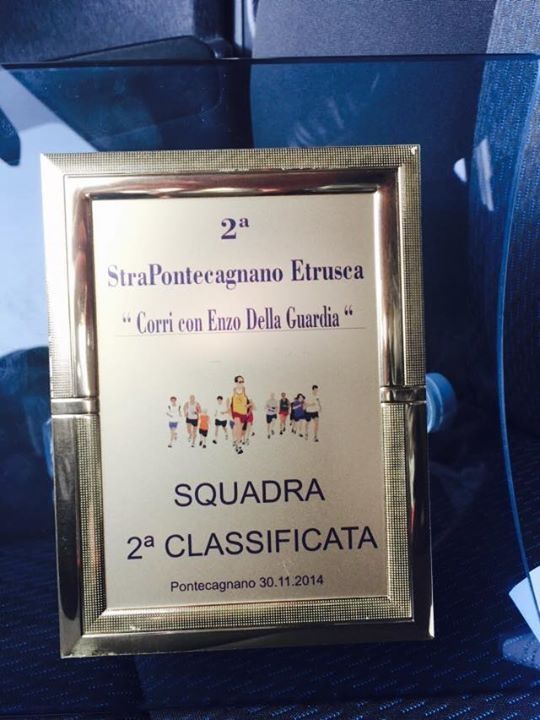 2ª
StraPontecagnano Etrusca
“ Corri con Enzo Della Guardia “
SQUADRA
2ª CLASSIFICATA
Pontecagnano 30.11.2014